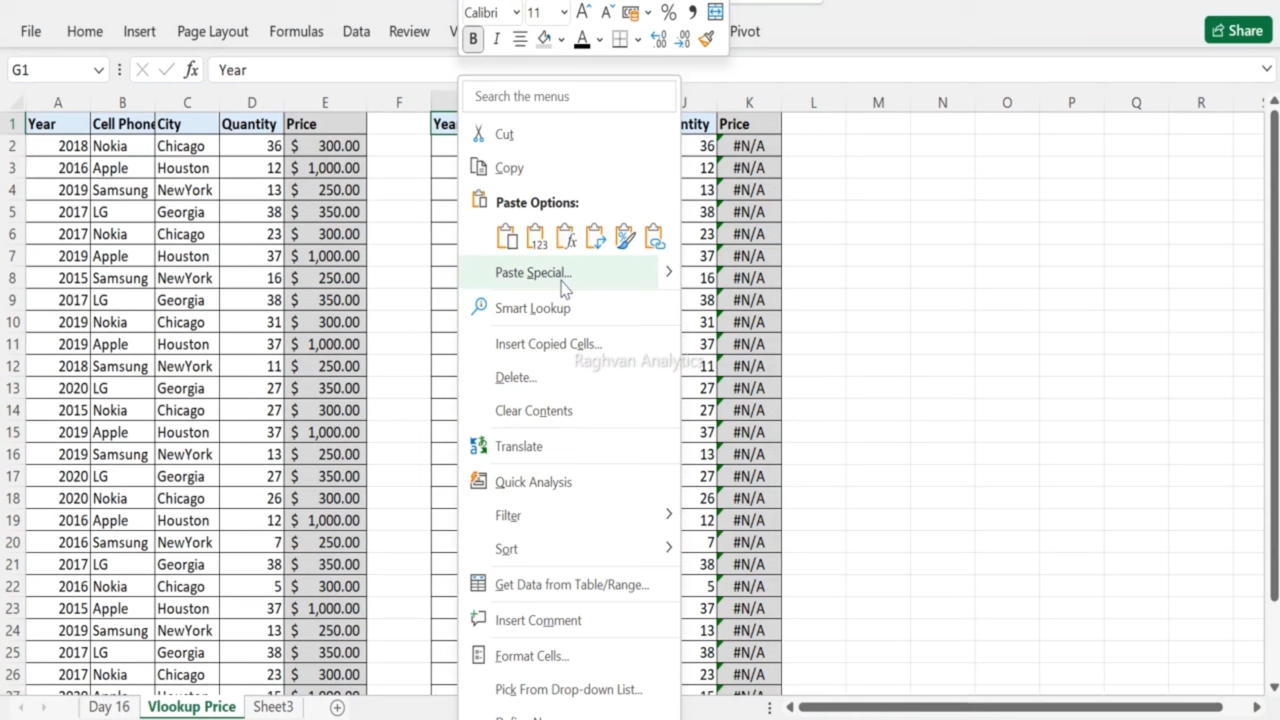 Calibri 11 % ,
File Home Insert Page Layout Formulas Data Review V Pivot Share
B I A
G1 fx Year
Search the menus
A B C D E F J K L M N O P Q R S
1 Year Cell Phone City Quantity Price Yea ntity Price
2 2018 Nokia Chicago 36 $ 300.00 36 #N/A
3 2016 Apple Houston 12 $ 1,000.00 12 #N/A
4 2019 Samsung NewYork 13 $ 250.00 13 #N/A
5 2017 LG Georgia 38 $ 350.00 38 #N/A
6 2017 Nokia Chicago 23 $ 300.00 23 #N/A
7 2019 Apple Houston 37 $ 1,000.00 37 #N/A
8 2015 Samsung NewYork 16 $ 250.00 16 #N/A
9 2017 LG Georgia 38 $ 350.00 38 #N/A
10 2019 Nokia Chicago 31 $ 300.00 31 #N/A
11 2019 Apple Houston 37 $ 1,000.00 37 #N/A
12 2018 Samsung NewYork 11 $ 250.00 11 #N/A
13 2020 LG Georgia 27 $ 350.00 27 #N/A
14 2015 Nokia Chicago 27 $ 300.00 27 #N/A
15 2019 Apple Houston 37 $ 1,000.00 37 #N/A
16 2019 Samsung NewYork 13 $ 250.00 13 #N/A
17 2020 LG Georgia 27 $ 350.00 27 #N/A
18 2020 Nokia Chicago 26 $ 300.00 26 #N/A
19 2016 Apple Houston 12 $ 1,000.00 12 #N/A
20 2016 Samsung NewYork 7 $ 250.00 7 #N/A
21 2017 LG Georgia 38 $ 350.00 38 #N/A
22 2016 Nokia Chicago 5 $ 300.00 5 #N/A
23 2015 Apple Houston 37 $ 1,000.00 37 #N/A
24 2019 Samsung NewYork 13 $ 250.00 13 #N/A
25 2017 LG Georgia 38 $ 350.00 38 #N/A
26 2017 Nokia Chicago 23 $ 300.00 23 #N/A
Cut
Copy
Paste Options:
123 fx %
Paste Special...
Smart Lookup
Insert Copied Cells...
Raghvan Analytics
Delete...
Clear Contents
Translate
Quick Analysis
Filter
Sort
Get Data from Table/Range...
Insert Comment
Format Cells...
Pick From Drop-down List...
Day 16 Vlookup Price Sheet3